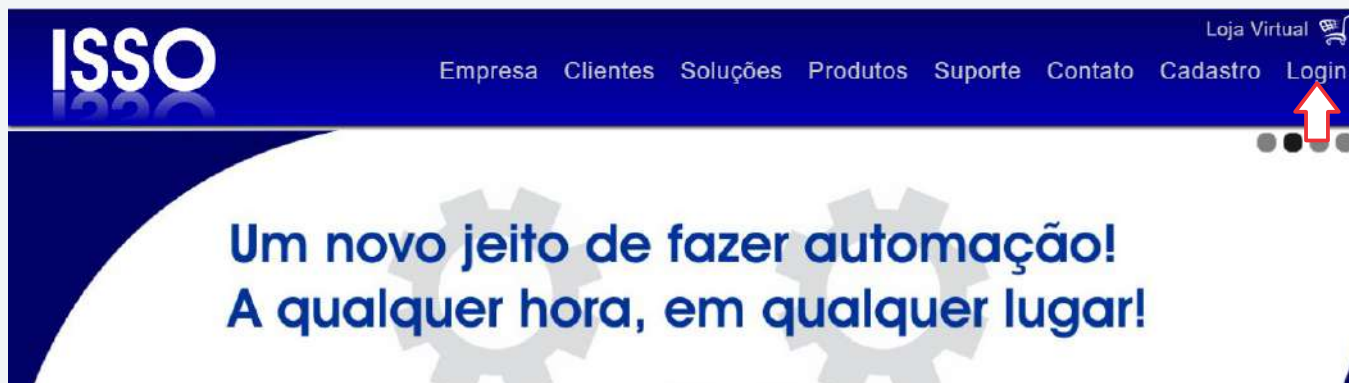 Loja Virtual
ISSO
Empresa Clientes Soluções Produtos Suporte Contato Cadastro Login
Um novo jeito de fazer automação!
A qualquer hora, em qualquer lugar!